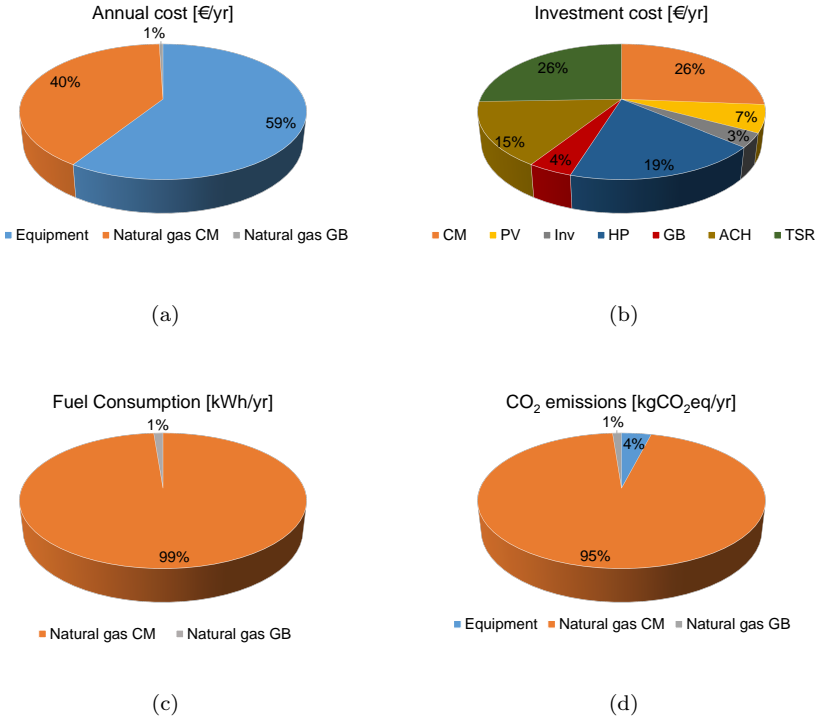 Annual cost [€/yr]
1%
40%
59%
Equipment Natural gas CM Natural gas GB
(a)
Investment cost [€/yr]
26% 26%
7%
3%
15%
4%
19%
CM PV Inv HP GB ACH TSR
(b)
Fuel Consumption [kWh/yr]
1%
99%
Natural gas CM Natural gas GB
(c)
CO₂ emissions [kgCO₂eq/yr]
1%
4%
95%
Equipment Natural gas CM Natural gas GB
(d)